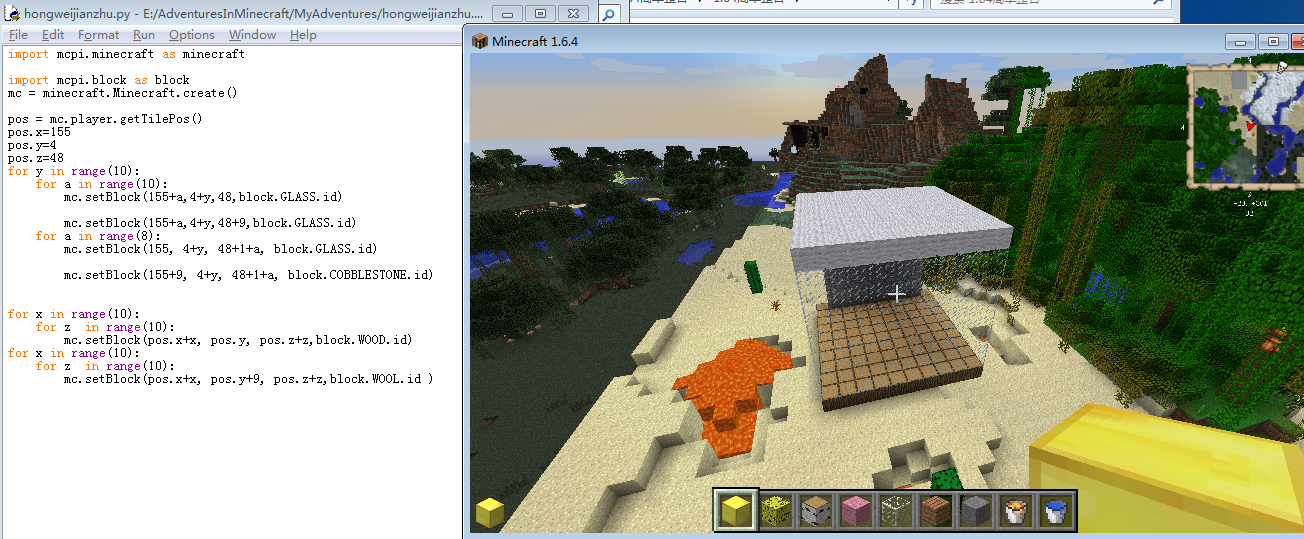 hongweijianzhu.py - E:/AdventuresInMinecraft/MyAdventures/hongweijianzhu....
File Edit Format Run Options Window Help
import mcpi.minecraft as minecraft
import mcpi.block as block
mc = minecraft.Minecraft.create()
pos = mc.player.getTilePos()
pos.x=155
pos.y=4
pos.z=48
for y in range(10):
    for a in range(10):
        mc.setBlock(155+a,4+y,48,block.GLASS.id)
        mc.setBlock(155+a,4+y,48+9,block.GLASS.id)
    for a in range(8):
        mc.setBlock(155, 4+y, 48+1+a, block.GLASS.id)
        mc.setBlock(155+9, 4+y, 48+1+a, block.COBBLESTONE.id)
for x in range(10):
    for z  in range(10):
        mc.setBlock(pos.x+x, pos.y, pos.z+z,block.WOOD.id)
for x in range(10):
    for z  in range(10):
        mc.setBlock(pos.x+x, pos.y+9, pos.z+z,block.WOOL.id )
Minecraft 1.6.4